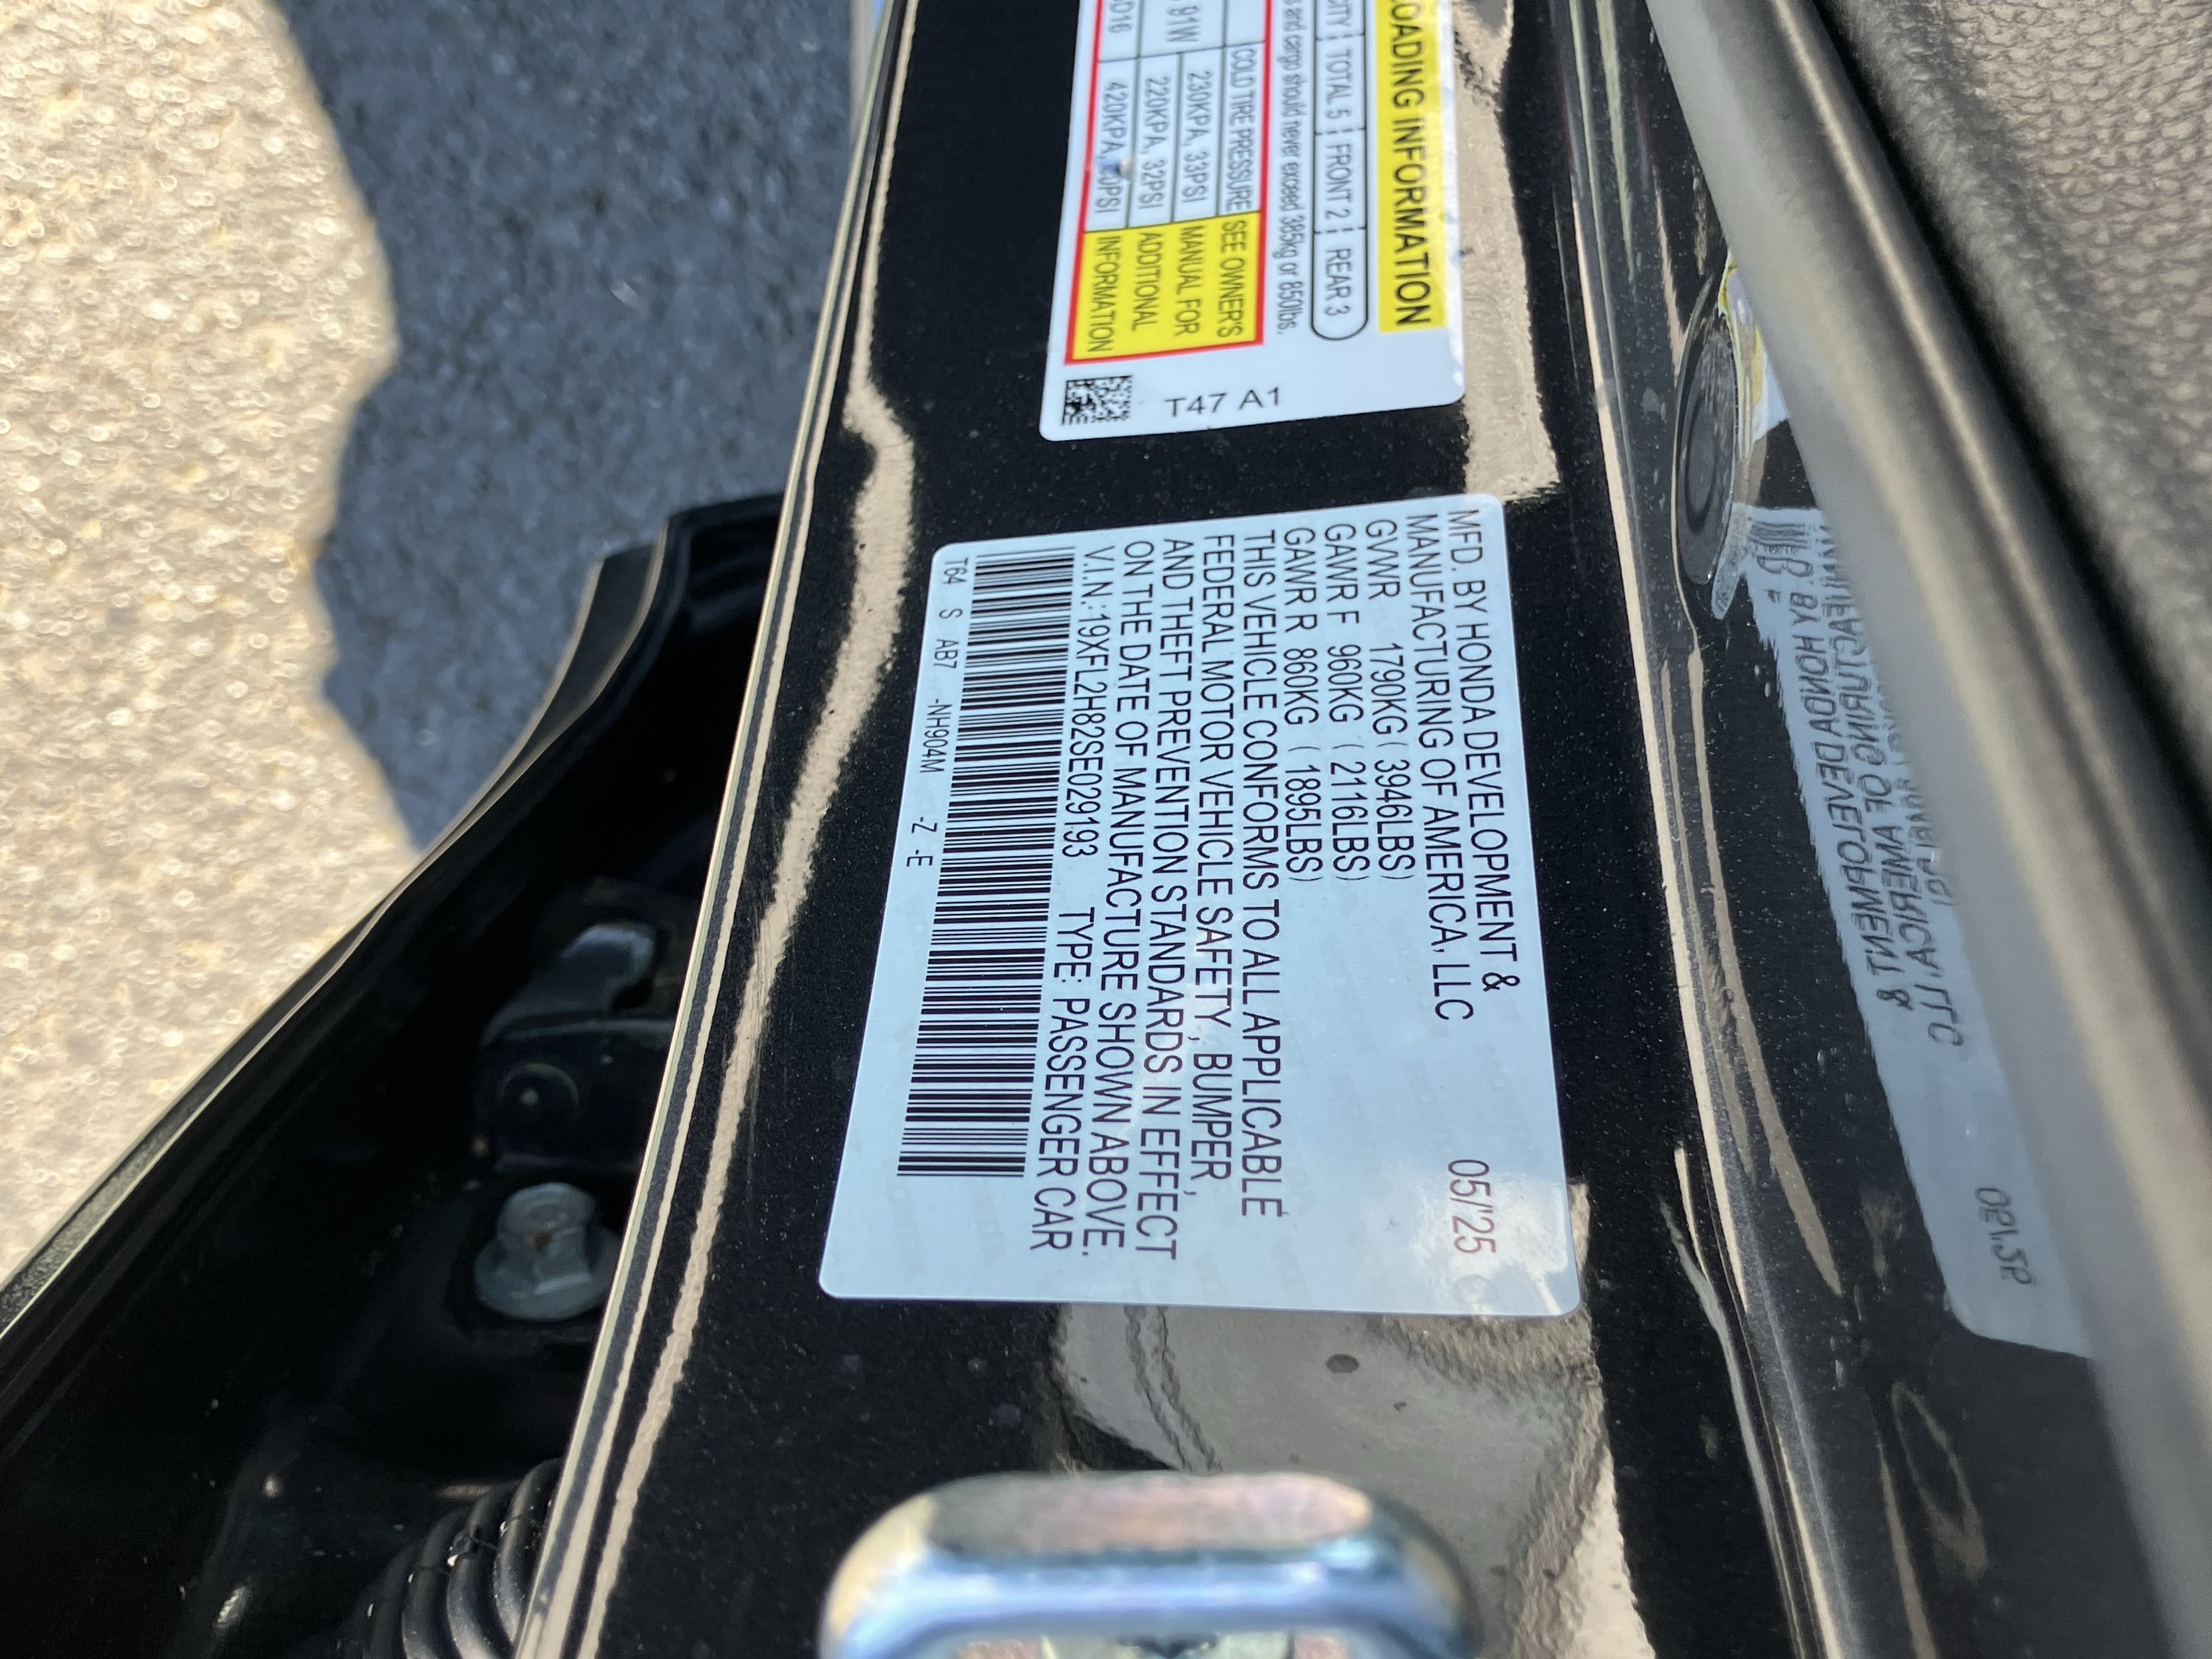 OADING INFORMATION
CITY TOTAL 5 FRONT 2 REAR 3
and cargo should never exceed 385kg or 850lbs.
COLD TIRE PRESSURE SEE OWNER'S
91W 230KPA, 33PSI MANUAL FOR
220KPA, 32PSI ADDITIONAL
D16 420KPA, 60PSI INFORMATION
T47 A1
MFD. BY HONDA DEVELOPMENT &
MANUFACTURING OF AMERICA, LLC 05/'25
GVWR 1790KG ( 3946LBS)
GAWR F 960KG ( 2116LBS)
GAWR R 860KG ( 1895LBS)
THIS VEHICLE CONFORMS TO ALL APPLICABLE
FEDERAL MOTOR VEHICLE SAFETY, BUMPER,
AND THEFT PREVENTION STANDARDS IN EFFECT
ON THE DATE OF MANUFACTURE SHOWN ABOVE.
V.I.N.:19XFL2H82SE029193 TYPE: PASSENGER CAR
T64 S AB7 -NH904M -Z -E